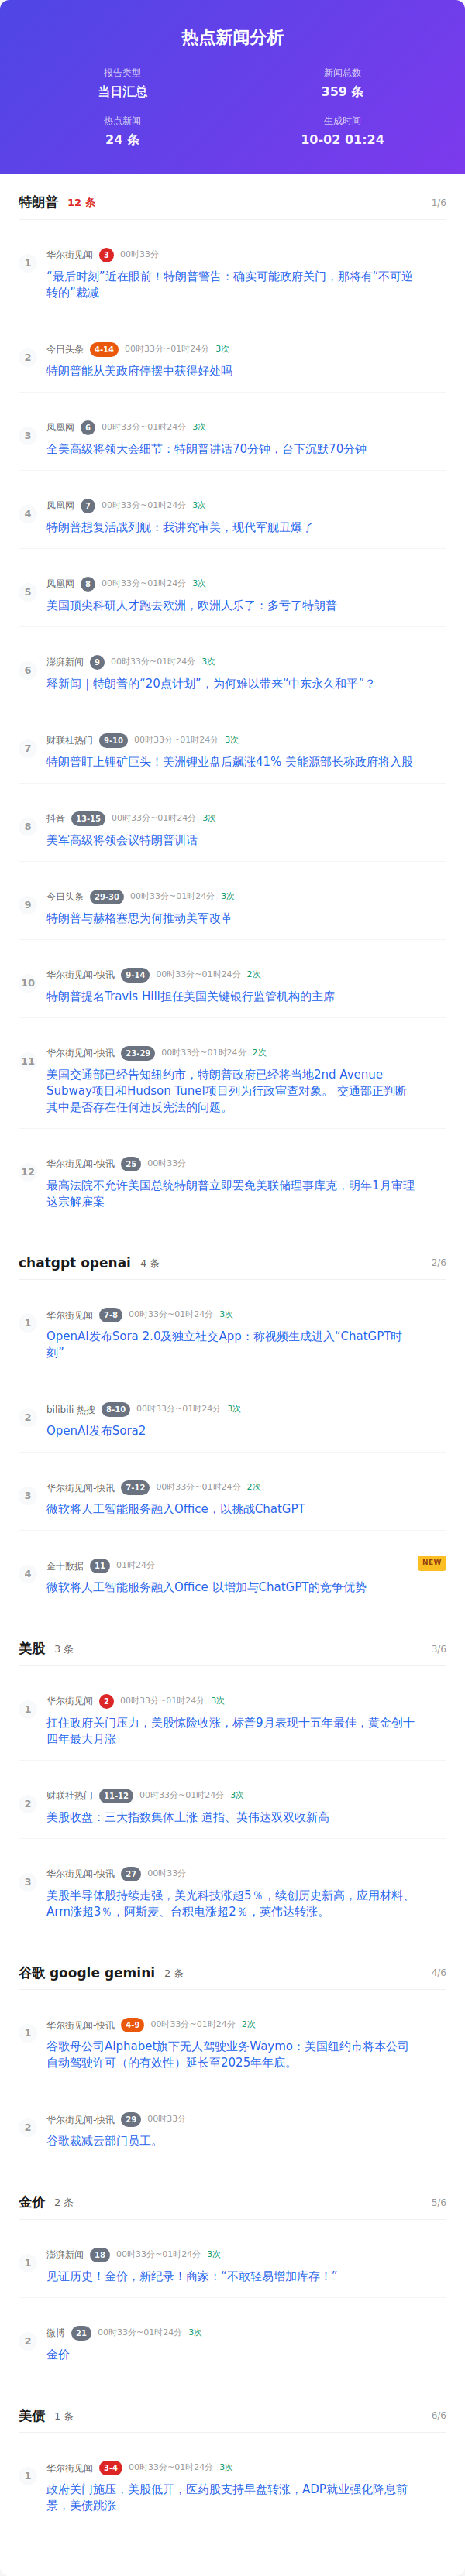 热点新闻分析
报告类型
当日汇总
新闻总数
359 条
热点新闻
24 条
生成时间
10-02 01:24
特朗普 12 条 1/6
1
华尔街见闻 3 00时33分
“最后时刻”近在眼前！特朗普警告：确实可能政府关门，那将有“不可逆
转的”裁减
2
今日头条 4-14 00时33分~01时24分 3次
特朗普能从美政府停摆中获得好处吗
3
凤凰网 6 00时33分~01时24分 3次
全美高级将领大会细节：特朗普讲话70分钟，台下沉默70分钟
4
凤凰网 7 00时33分~01时24分 3次
特朗普想复活战列舰：我讲究审美，现代军舰丑爆了
5
凤凰网 8 00时33分~01时24分 3次
美国顶尖科研人才跑去欧洲，欧洲人乐了：多亏了特朗普
6
澎湃新闻 9 00时33分~01时24分 3次
释新闻｜特朗普的“20点计划”，为何难以带来“中东永久和平”？
7
财联社热门 9-10 00时33分~01时24分 3次
特朗普盯上锂矿巨头！美洲锂业盘后飙涨41% 美能源部长称政府将入股
8
抖音 13-15 00时33分~01时24分 3次
美军高级将领会议特朗普训话
9
今日头条 29-30 00时33分~01时24分 3次
特朗普与赫格塞思为何推动美军改革
10
华尔街见闻-快讯 9-14 00时33分~01时24分 2次
特朗普提名Travis Hill担任美国关键银行监管机构的主席
11
华尔街见闻-快讯 23-29 00时33分~01时24分 2次
美国交通部已经告知纽约市，特朗普政府已经将当地2nd Avenue
Subway项目和Hudson Tunel项目列为行政审查对象。 交通部正判断
其中是否存在任何违反宪法的问题。
12
华尔街见闻-快讯 25 00时33分
最高法院不允许美国总统特朗普立即罢免美联储理事库克，明年1月审理
这宗解雇案
chatgpt openai 4 条 2/6
1
华尔街见闻 7-8 00时33分~01时24分 3次
OpenAI发布Sora 2.0及独立社交App：称视频生成进入“ChatGPT时
刻”
2
bilibili 热搜 8-10 00时33分~01时24分 3次
OpenAI发布Sora2
3
华尔街见闻-快讯 7-12 00时33分~01时24分 2次
微软将人工智能服务融入Office，以挑战ChatGPT
4
金十数据 11 01时24分 NEW
微软将人工智能服务融入Office 以增加与ChatGPT的竞争优势
美股 3 条 3/6
1
华尔街见闻 2 00时33分~01时24分 3次
扛住政府关门压力，美股惊险收涨，标普9月表现十五年最佳，黄金创十
四年最大月涨
2
财联社热门 11-12 00时33分~01时24分 3次
美股收盘：三大指数集体上涨 道指、英伟达双双收新高
3
华尔街见闻-快讯 27 00时33分
美股半导体股持续走强，美光科技涨超5％，续创历史新高，应用材料、
Arm涨超3％，阿斯麦、台积电涨超2％，英伟达转涨。
谷歌 google gemini 2 条 4/6
1
华尔街见闻-快讯 4-9 00时33分~01时24分 2次
谷歌母公司Alphabet旗下无人驾驶业务Waymo：美国纽约市将本公司
自动驾驶许可（的有效性）延长至2025年年底。
2
华尔街见闻-快讯 29 00时33分
谷歌裁减云部门员工。
金价 2 条 5/6
1
澎湃新闻 18 00时33分~01时24分 3次
见证历史！金价，新纪录！商家：“不敢轻易增加库存！”
2
微博 21 00时33分~01时24分 3次
金价
美债 1 条 6/6
1
华尔街见闻 3-4 00时33分~01时24分 3次
政府关门施压，美股低开，医药股支持早盘转涨，ADP就业强化降息前
景，美债跳涨